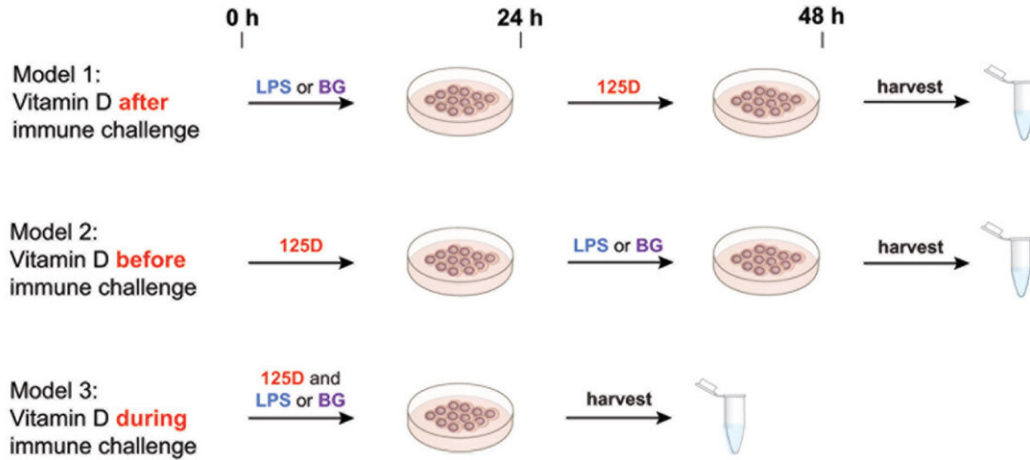 0 h
24 h
48 h
Model 1:
Vitamin D after
immune challenge
LPS or BG
125D
harvest
Model 2:
Vitamin D before
immune challenge
125D
LPS or BG
harvest
Model 3:
Vitamin D during
immune challenge
125D and
LPS or BG
harvest